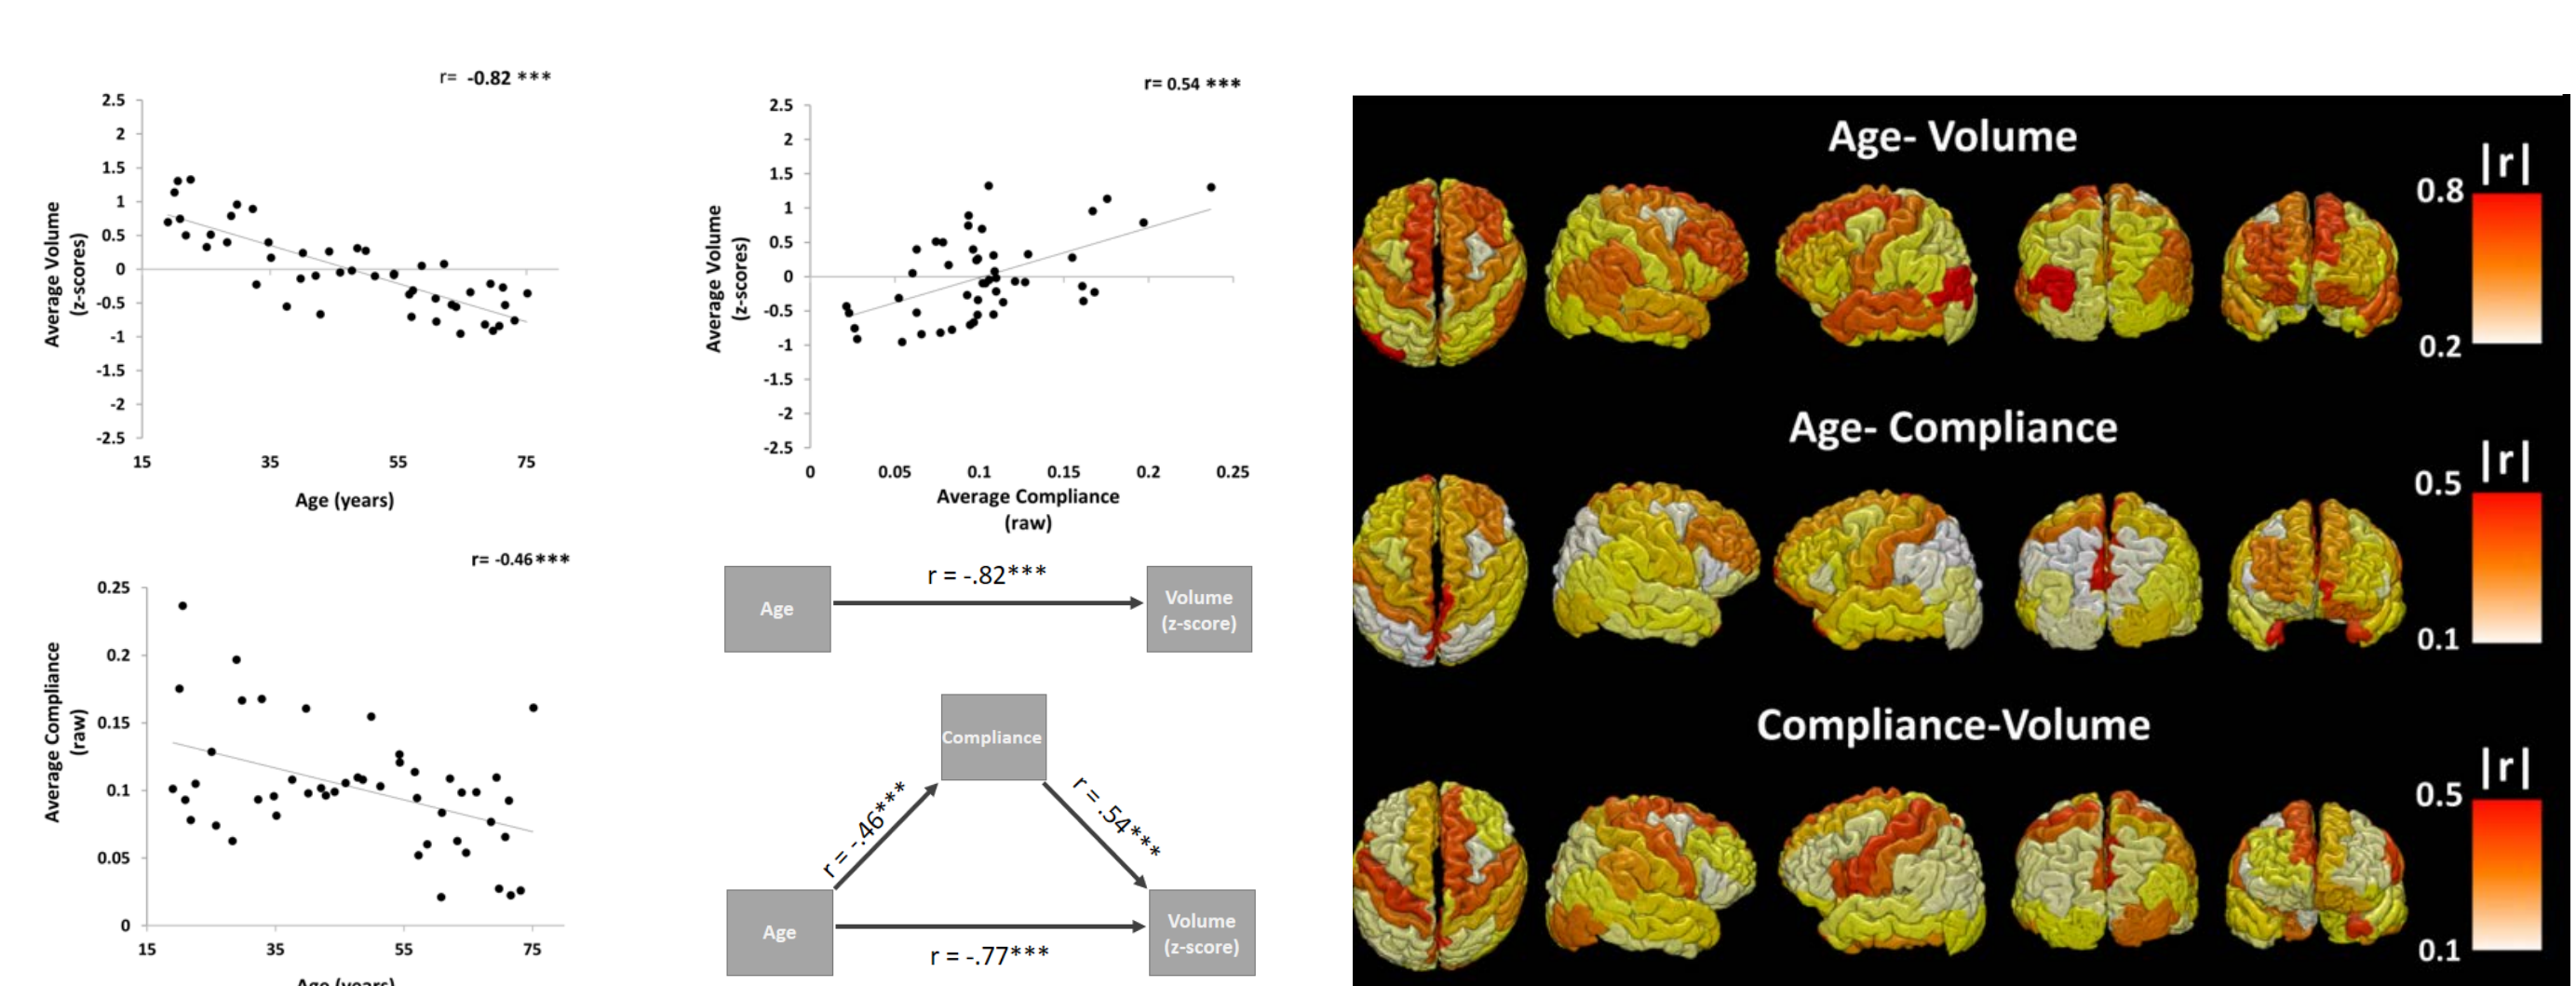 r= -0.82 ***
2.5
2
1.5
1
0.5
0
-0.5
-1
-1.5
-2
-2.5
Average Volume
(z-scores)
15 35 55 75
Age (years)
r= 0.54 ***
2.5
2
1.5
1
0.5
0
-0.5
-1
-1.5
-2
-2.5
Average Volume
(z-scores)
0 0.05 0.1 0.15 0.2 0.25
Average Compliance
(raw)
r= -0.46***
0.25
0.2
0.15
0.1
0.05
0
Average Compliance
(raw)
15 35 55 75
Age (years)
r = -.82***
Age
Volume
(z-score)
Compliance
r = -.46***
r = .54***
Age
Volume
(z-score)
r = -.77***
Age- Volume
|r|
0.8
0.2
Age- Compliance
|r|
0.5
0.1
Compliance-Volume
|r|
0.5
0.1